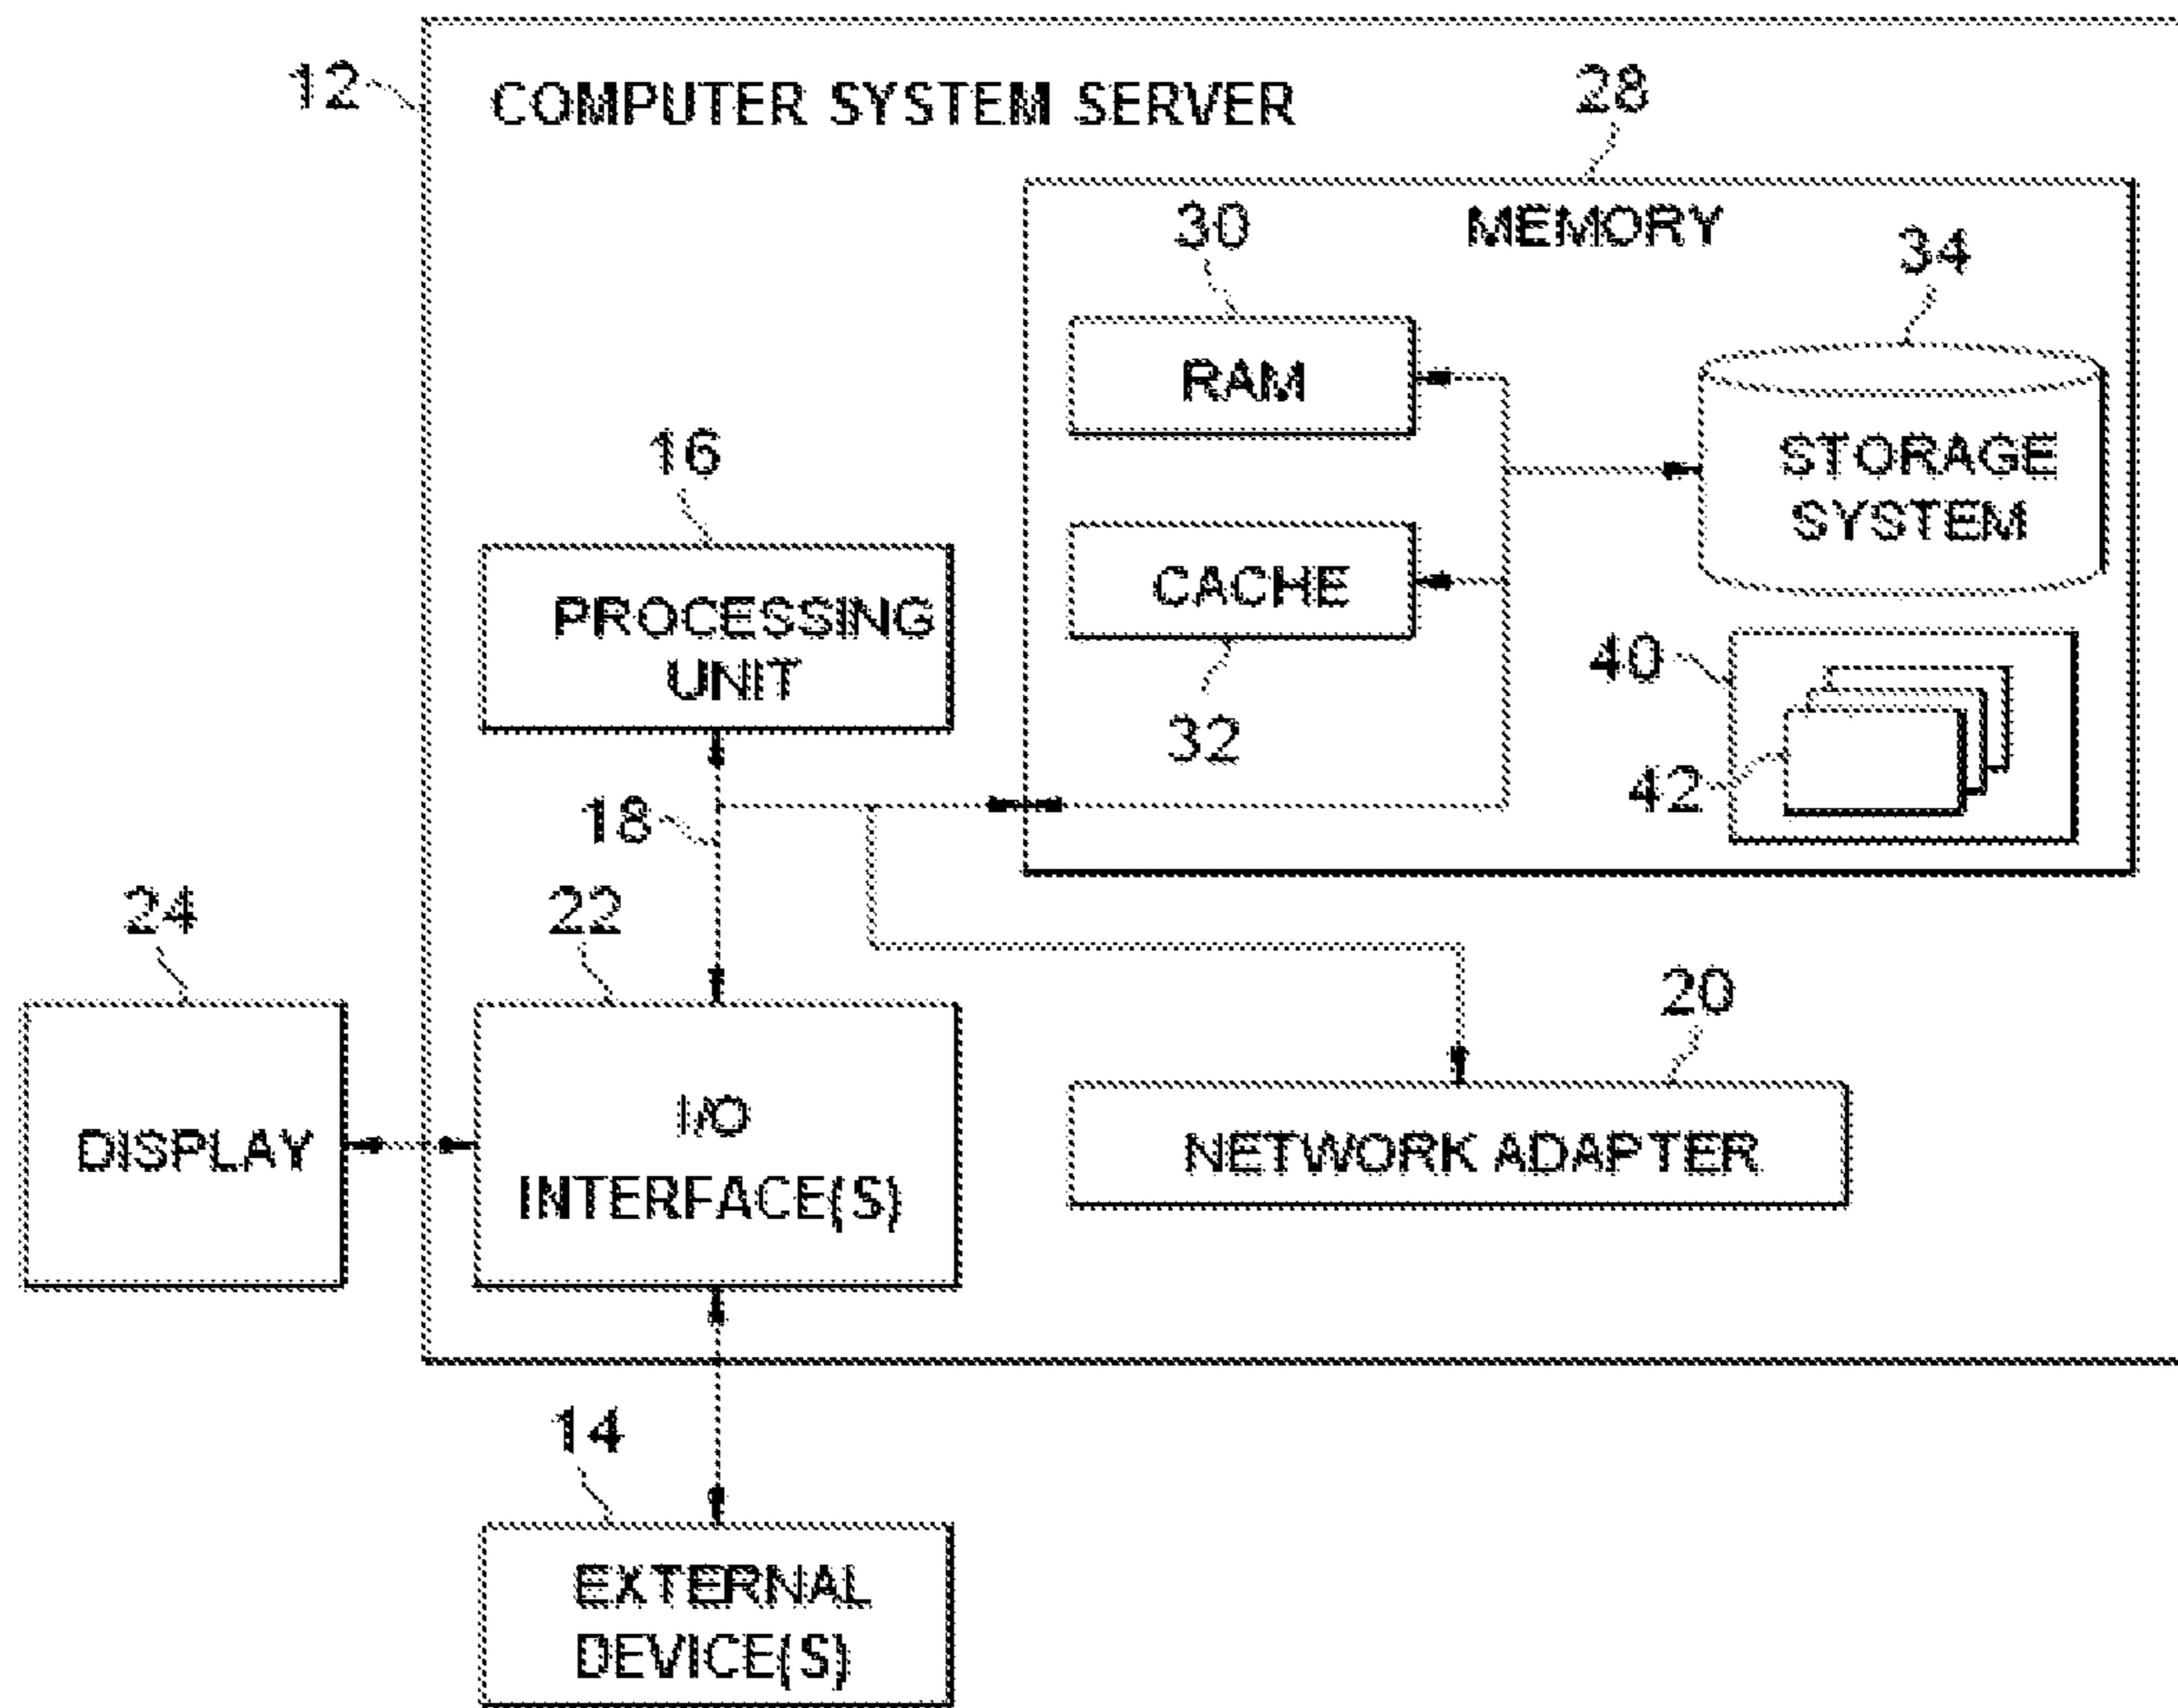 12
COMPUTER SYSTEM SERVER
28
MEMORY
30
34
RAM
STORAGE
SYSTEM
16
PROCESSING
UNIT
CACHE
32
40
42
18
24
22
20
DISPLAY
I/O
INTERFACE(S)
NETWORK ADAPTER
14
EXTERNAL
DEVICE(S)